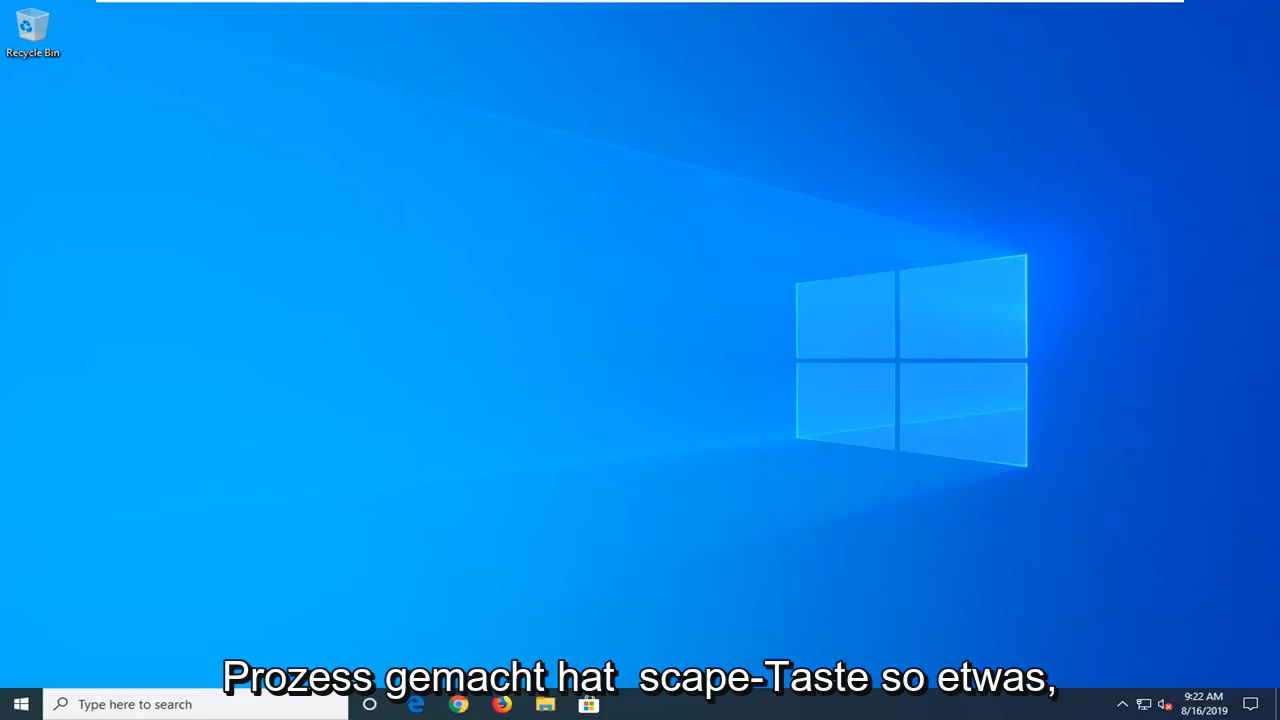 Recycle Bin
Prozess gemacht hat  scape-Taste so etwas,
Type here to search
9:22 AM
8/16/2019